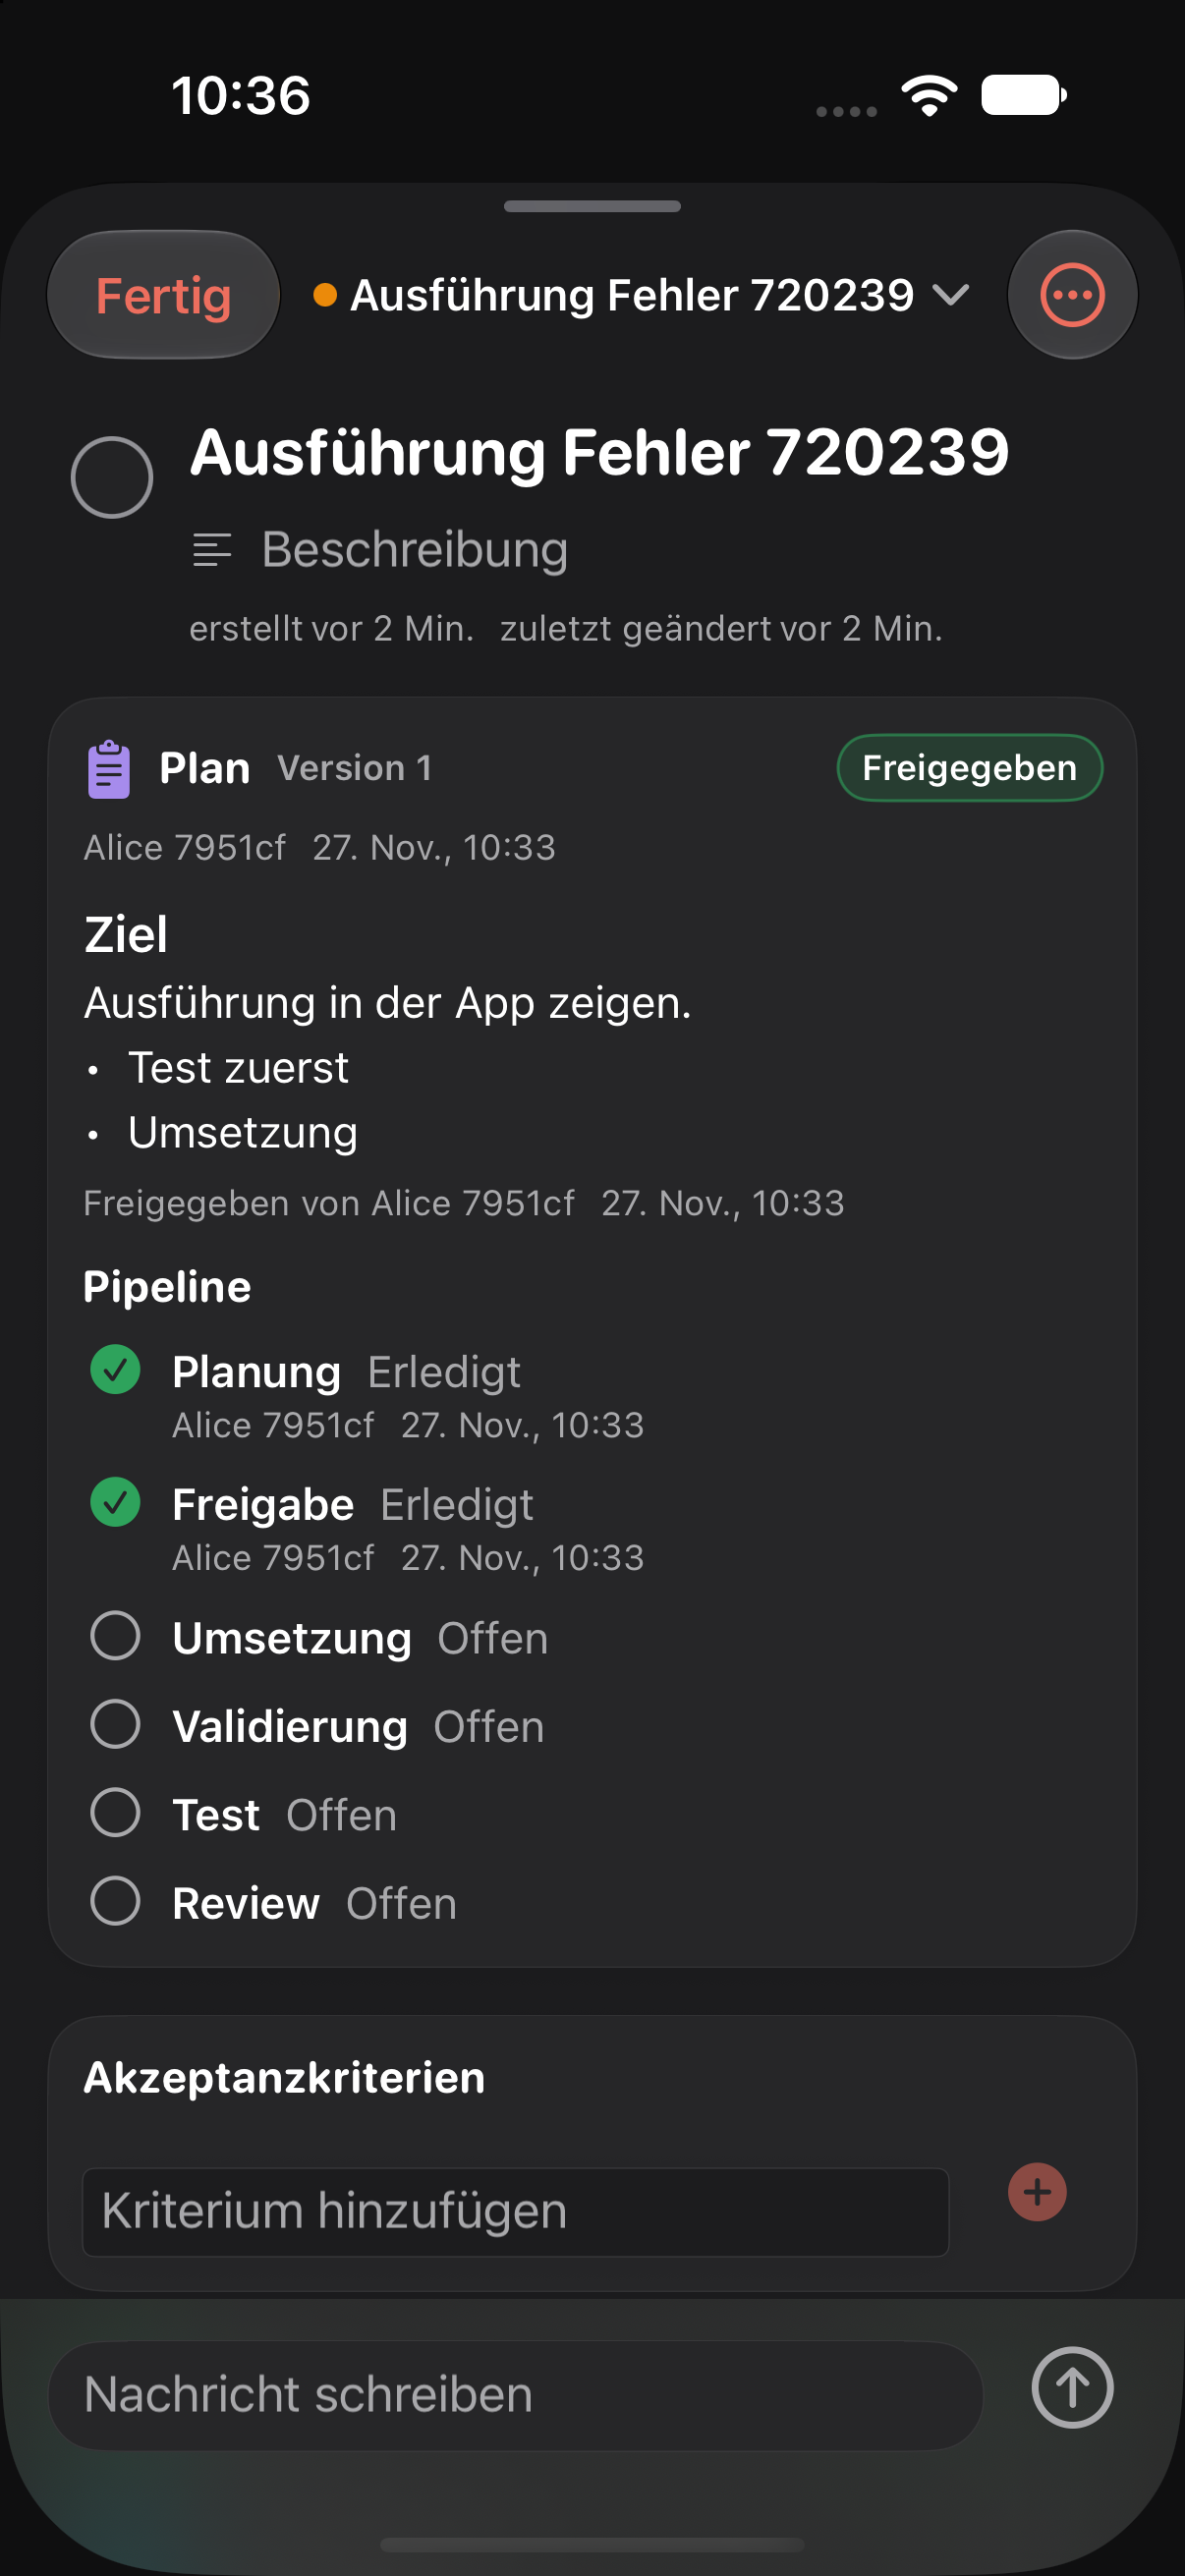 10:36
Fertig
Ausführung Fehler 720239
Ausführung Fehler 720239
Beschreibung
erstellt vor 2 Min. zuletzt geändert vor 2 Min.
Plan Version 1 Freigegeben
Alice 7951cf 27. Nov., 10:33
Ziel
Ausführung in der App zeigen.
• Test zuerst
• Umsetzung
Freigegeben von Alice 7951cf 27. Nov., 10:33
Pipeline
Planung Erledigt
Alice 7951cf 27. Nov., 10:33
Freigabe Erledigt
Alice 7951cf 27. Nov., 10:33
Umsetzung Offen
Validierung Offen
Test Offen
Review Offen
Akzeptanzkriterien
Kriterium hinzufügen
Nachricht schreiben